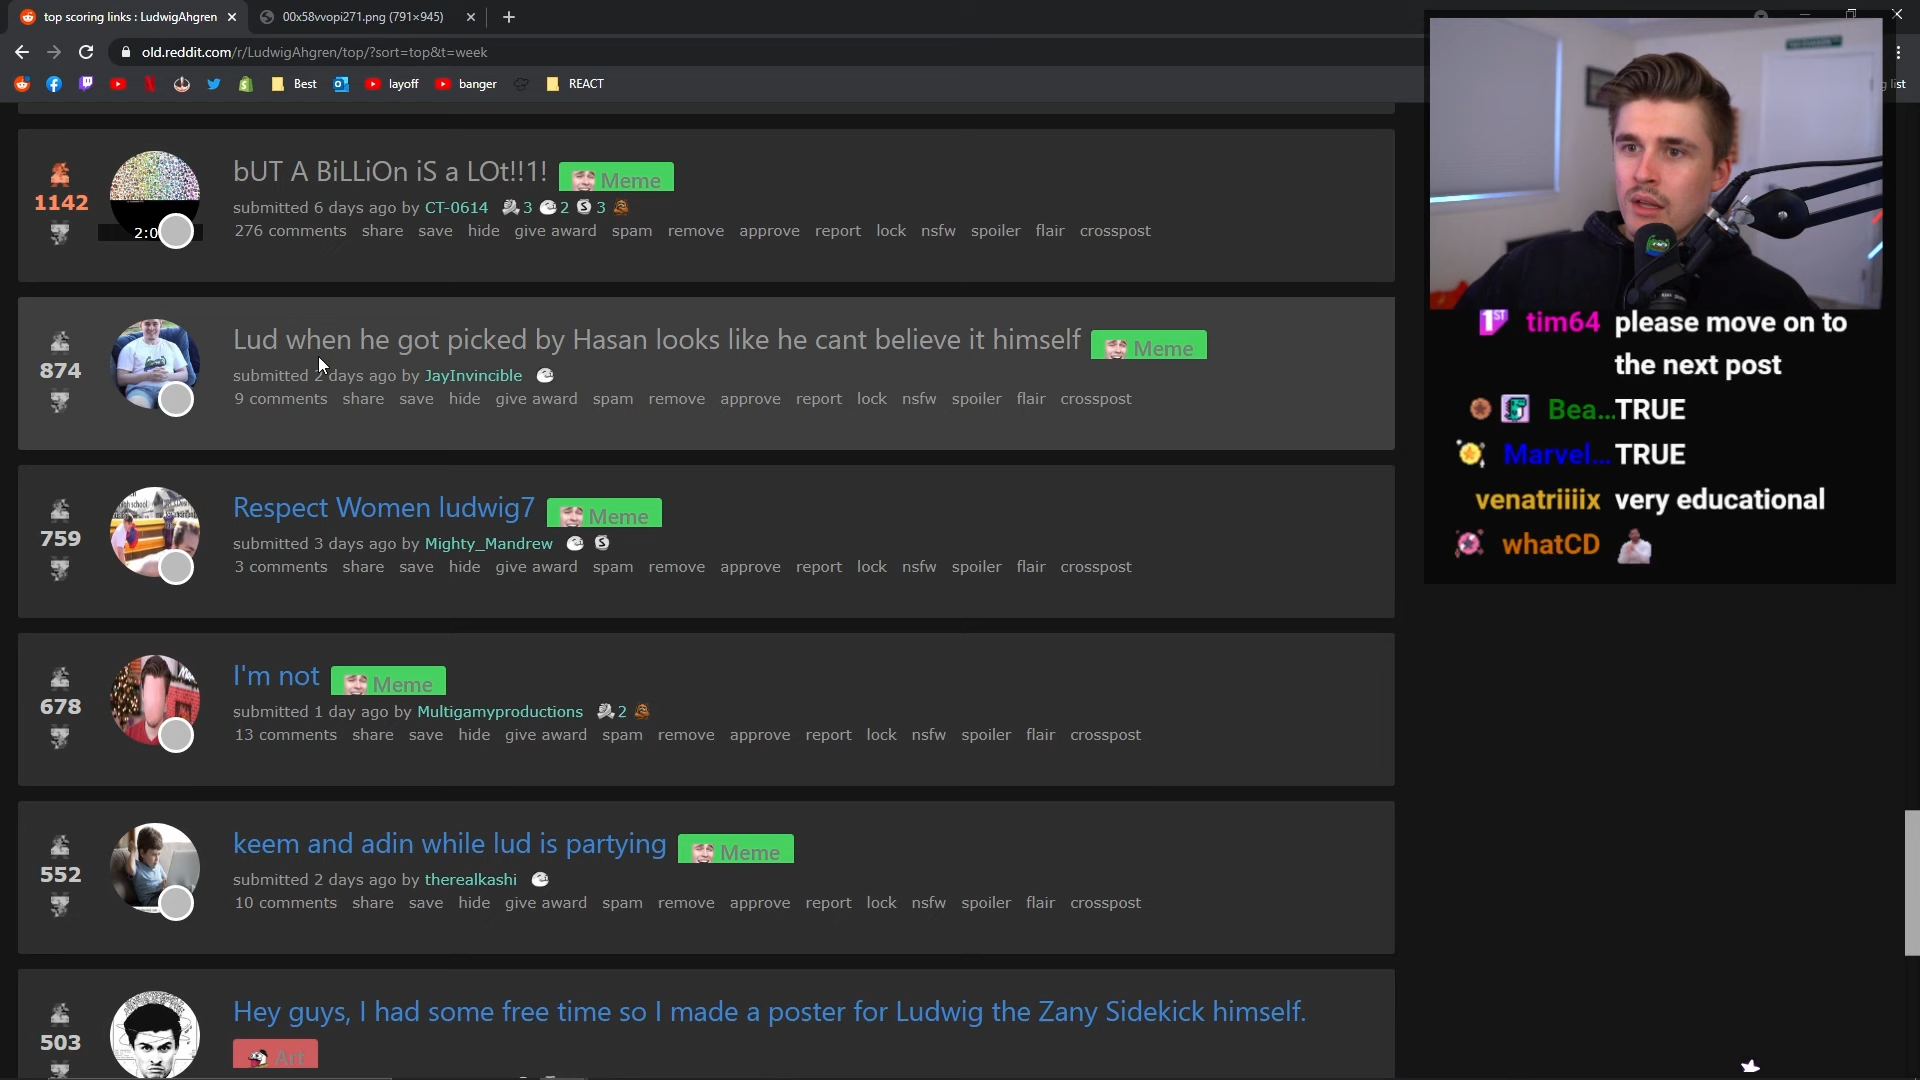 top scoring links : LudwigAhgren
00x58vvopi271.png (791×945)
old.reddit.com/r/LudwigAhgren/top/?sort=top&t=week
Best layoff banger REACT
list
1142
bUT A BiLLiOn iS a LOt!!1! Meme
submitted 6 days ago by CT-0614 3 2 3
2:0
276 comments share save hide give award spam remove approve report lock nsfw spoiler flair crosspost
874
Lud when he got picked by Hasan looks like he cant believe it himself Meme
submitted 2 days ago by JayInvincible
9 comments share save hide give award spam remove approve report lock nsfw spoiler flair crosspost
759
Respect Women ludwig7 Meme
submitted 3 days ago by Mighty_Mandrew
3 comments share save hide give award spam remove approve report lock nsfw spoiler flair crosspost
678
I'm not Meme
submitted 1 day ago by Multigamyproductions 2
13 comments share save hide give award spam remove approve report lock nsfw spoiler flair crosspost
552
keem and adin while lud is partying Meme
submitted 2 days ago by therealkashi
10 comments share save hide give award spam remove approve report lock nsfw spoiler flair crosspost
503
Hey guys, I had some free time so I made a poster for Ludwig the Zany Sidekick himself.
Art
1ST tim64 please move on to
the next post
Bea... TRUE
Marvel... TRUE
venatriiiix very educational
whatCD